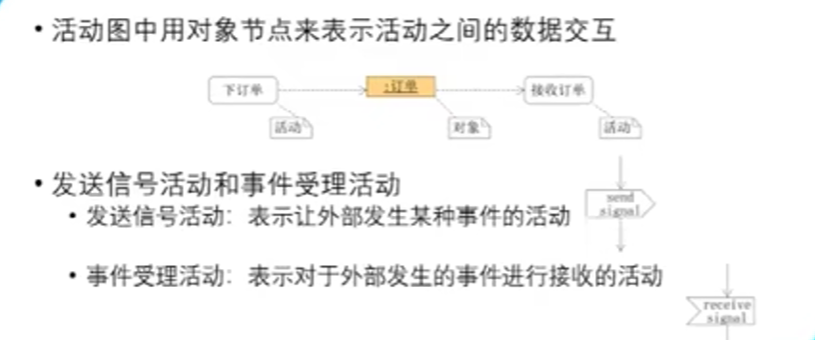 • 活动图中用对象节点来表示活动之间的数据交互
下订单
:订单
接收订单
活动
对象
活动
• 发送信号活动和事件受理活动
• 发送信号活动：表示让外部发生某种事件的活动
send
signal
• 事件受理活动：表示对于外部发生的事件进行接收的活动
receive
signal